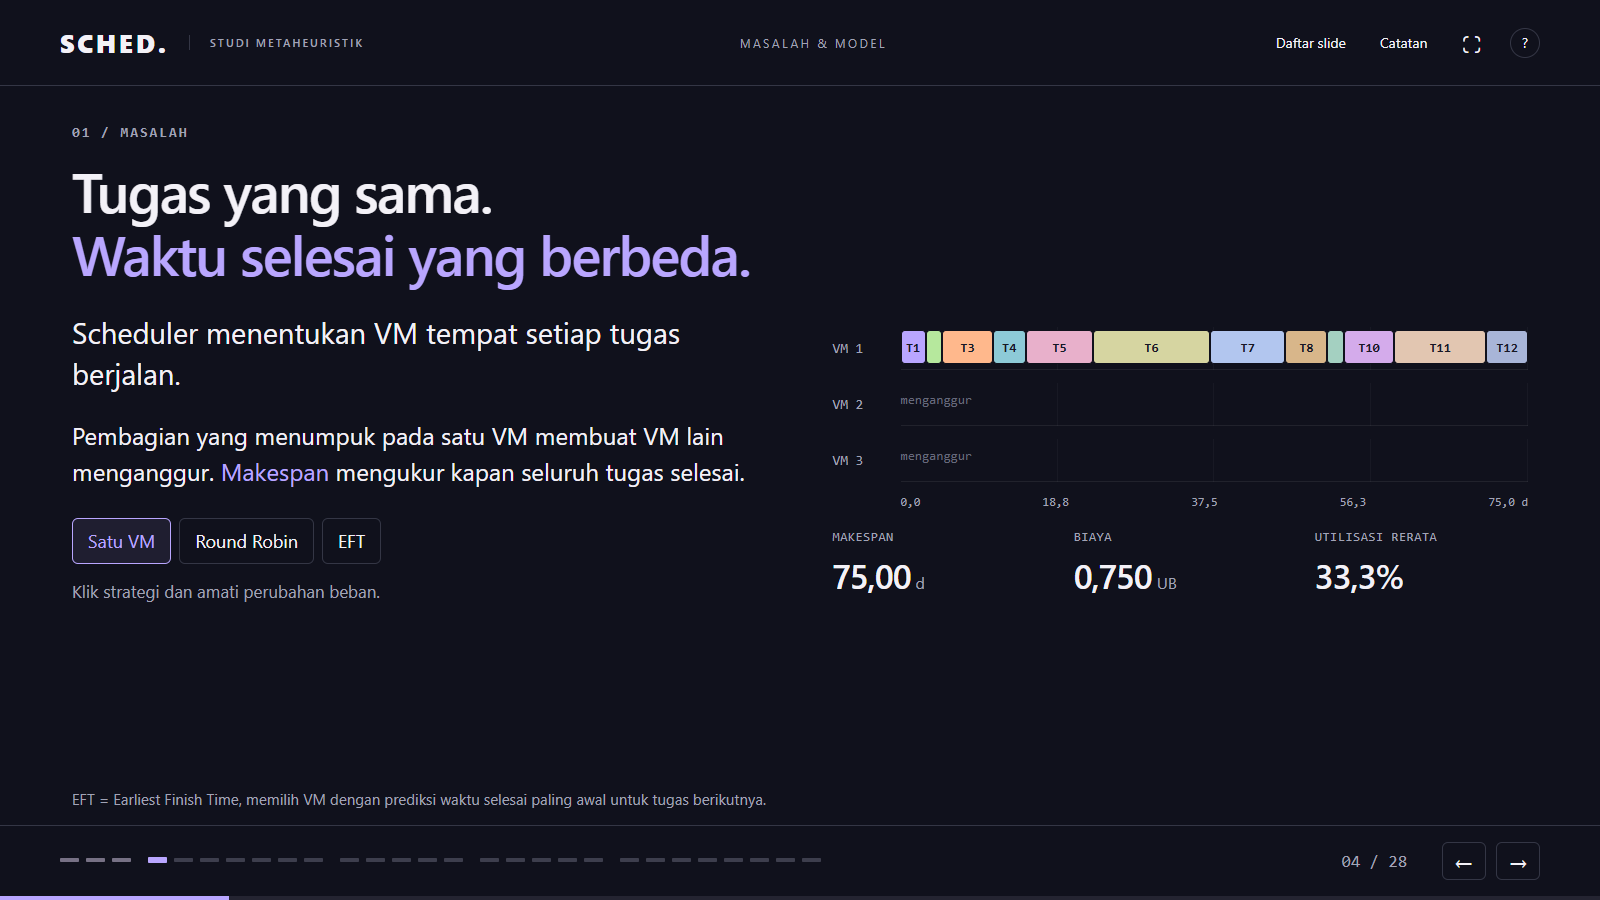 SCHED.
STUDI METAHEURISTIK
MASALAH & MODEL
Daftar slide
Catatan
?
01 / MASALAH
Tugas yang sama.
Waktu selesai yang berbeda.
Scheduler menentukan VM tempat setiap tugas
berjalan.
Pembagian yang menumpuk pada satu VM membuat VM lain
menganggur. Makespan mengukur kapan seluruh tugas selesai.
Satu VM
Round Robin
EFT
Klik strategi dan amati perubahan beban.
VM 1
T1
T3
T4
T5
T6
T7
T8
T10
T11
T12
VM 2
menganggur
VM 3
menganggur
0,0
18,8
37,5
56,3
75,0 d
MAKESPAN
75,00 d
BIAYA
0,750 UB
UTILISASI RERATA
33,3%
EFT = Earliest Finish Time, memilih VM dengan prediksi waktu selesai paling awal untuk tugas berikutnya.
04 / 28
← →